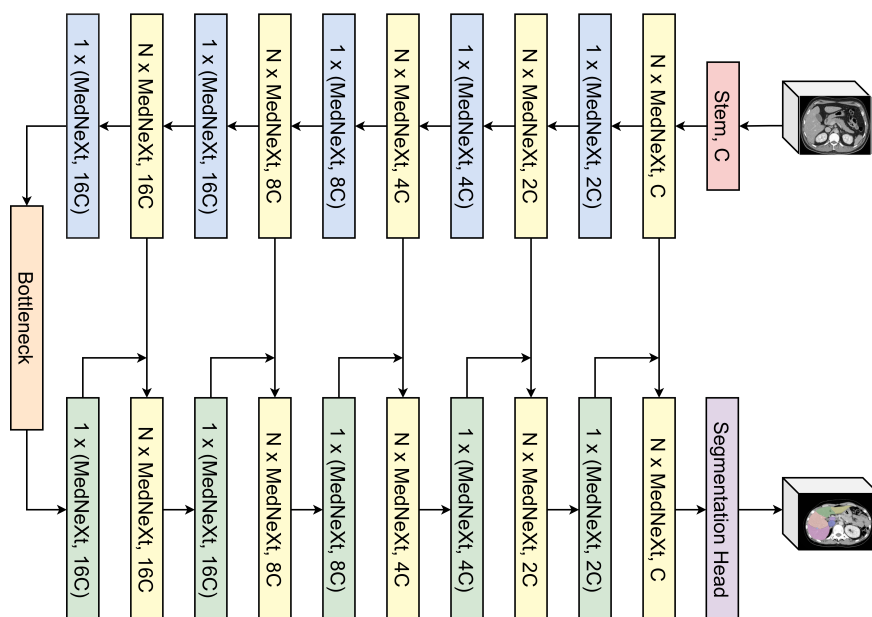 1 x (MedNeXt, 16C)
N x MedNeXt, 16C
1 x (MedNeXt, 16C)
N x MedNeXt, 8C
1 x (MedNeXt, 8C)
N x MedNeXt, 4C
1 x (MedNeXt, 4C)
N x MedNeXt, 2C
1 x (MedNeXt, 2C)
N x MedNeXt, C
Stem, C
Bottleneck
1 x (MedNeXt, 16C)
N x MedNeXt, 16C
1 x (MedNeXt, 16C)
N x MedNeXt, 8C
1 x (MedNeXt, 8C)
N x MedNeXt, 4C
1 x (MedNeXt, 4C)
N x MedNeXt, 2C
1 x (MedNeXt, 2C)
N x MedNeXt, C
Segmentation Head